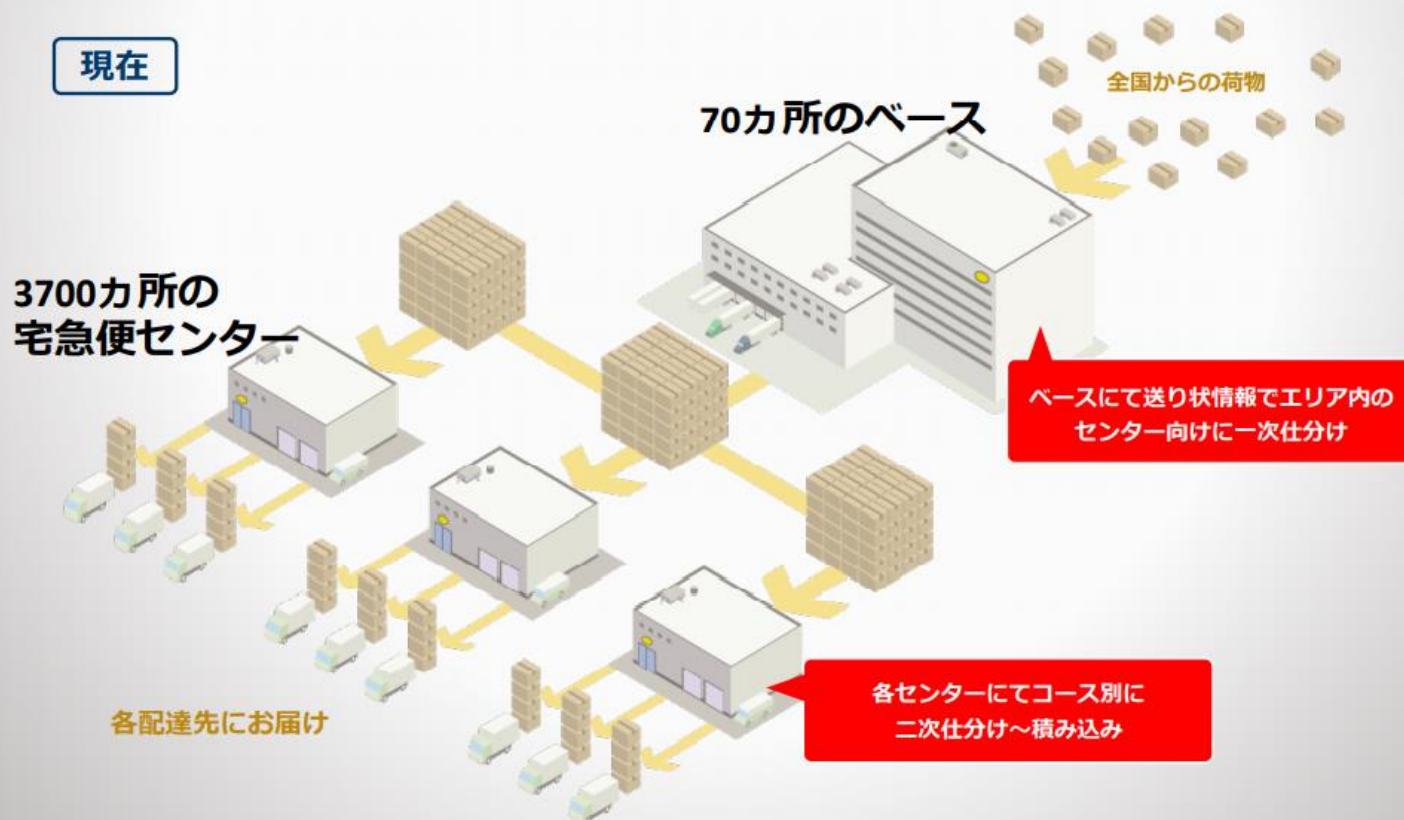 現在
全国からの荷物
70カ所のベース
3700カ所の
宅急便センター
ベースにて送り状情報でエリア内の
センター向けに一次仕分け
各センターにてコース別に
二次仕分け～積み込み
各配達先にお届け